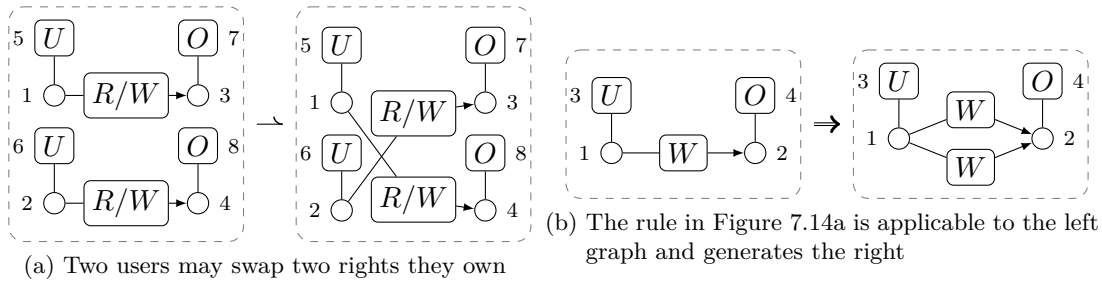 5 U O 7
1 R/W 3
6 U O 8
2 R/W 4
5 U O 7
1 R/W 3
6 U O 8
2 R/W 4
(a) Two users may swap two rights they own
3 U O 4
1 W 2
3 U O 4
1 W 2
W
(b) The rule in Figure 7.14a is applicable to the left
graph and generates the right